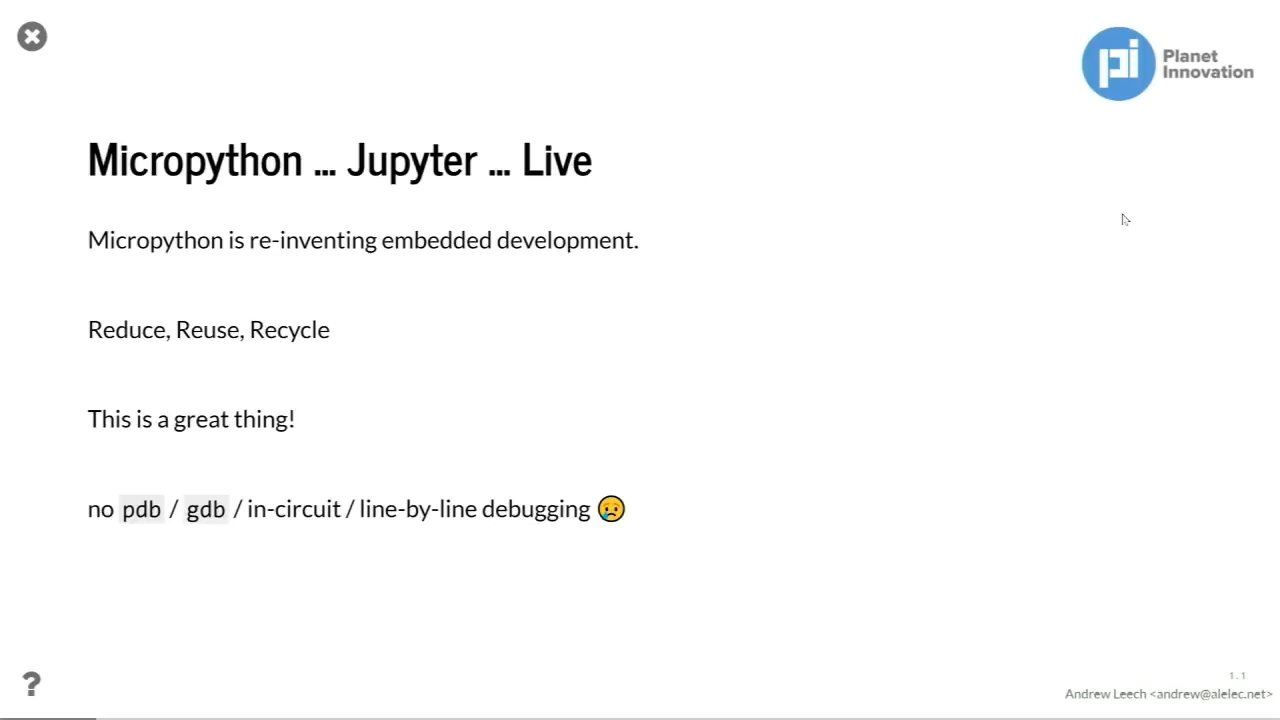 pi Planet
Innovation
Micropython ... Jupyter ... Live
Micropython is re-inventing embedded development.
Reduce, Reuse, Recycle
This is a great thing!
no pdb / gdb / in-circuit / line-by-line debugging 😢
?
1.1
Andrew Leech <andrew@alelec.net>